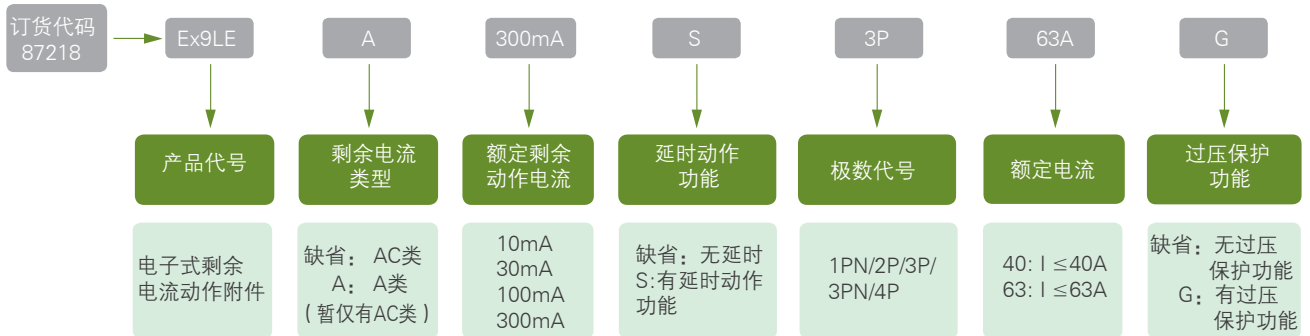 订货代码
87218
Ex9LE
A
300mA
S
3P
63A
G
产品代号
剩余电流
类型
额定剩余
动作电流
延时动作
功能
极数代号
额定电流
过压保护
功能
电子式剩余
电流动作附件
缺省： AC类
A： A类
（暂仅有AC类）
10mA
30mA
100mA
300mA
缺省：无延时
S:有延时动作
功能
1PN/2P/3P/
3PN/4P
40: I ≤40A
63: I ≤63A
缺省：无过压
保护功能
G：有过压
保护功能